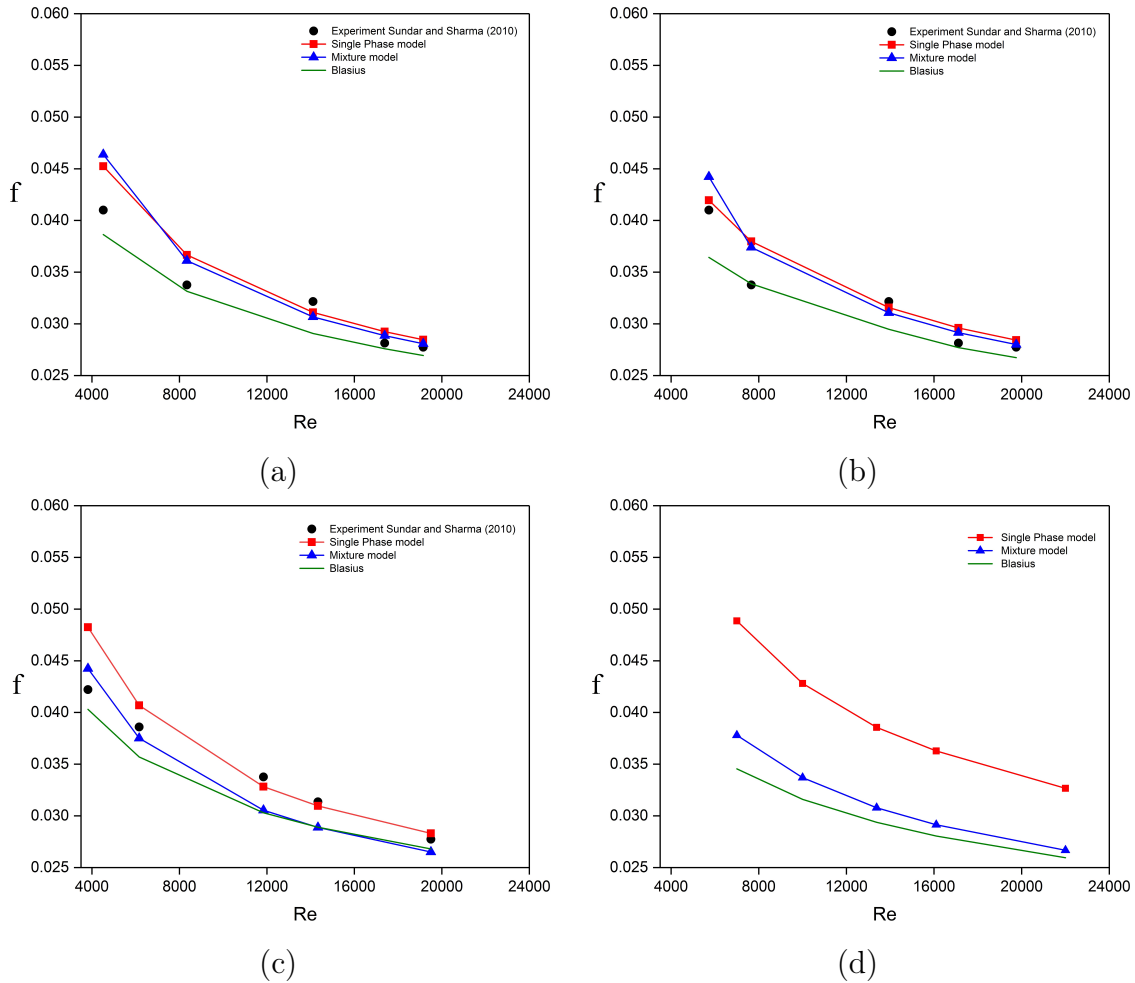 0.060
0.055
0.050
0.045
0.040
0.035
0.030
0.025
f
Experiment Sundar and Sharma (2010)
Single Phase model
Mixture model
Blasius
4000 8000 12000 16000 20000 24000
Re
(a)
0.060
0.055
0.050
0.045
0.040
0.035
0.030
0.025
f
Experiment Sundar and Sharma (2010)
Single Phase model
Mixture model
Blasius
4000 8000 12000 16000 20000 24000
Re
(b)
0.060
0.055
0.050
0.045
0.040
0.035
0.030
0.025
f
Experiment Sundar and Sharma (2010)
Single Phase model
Mixture model
Blasius
4000 8000 12000 16000 20000 24000
Re
(c)
0.060
0.055
0.050
0.045
0.040
0.035
0.030
0.025
f
Single Phase model
Mixture model
Blasius
4000 8000 12000 16000 20000 24000
Re
(d)